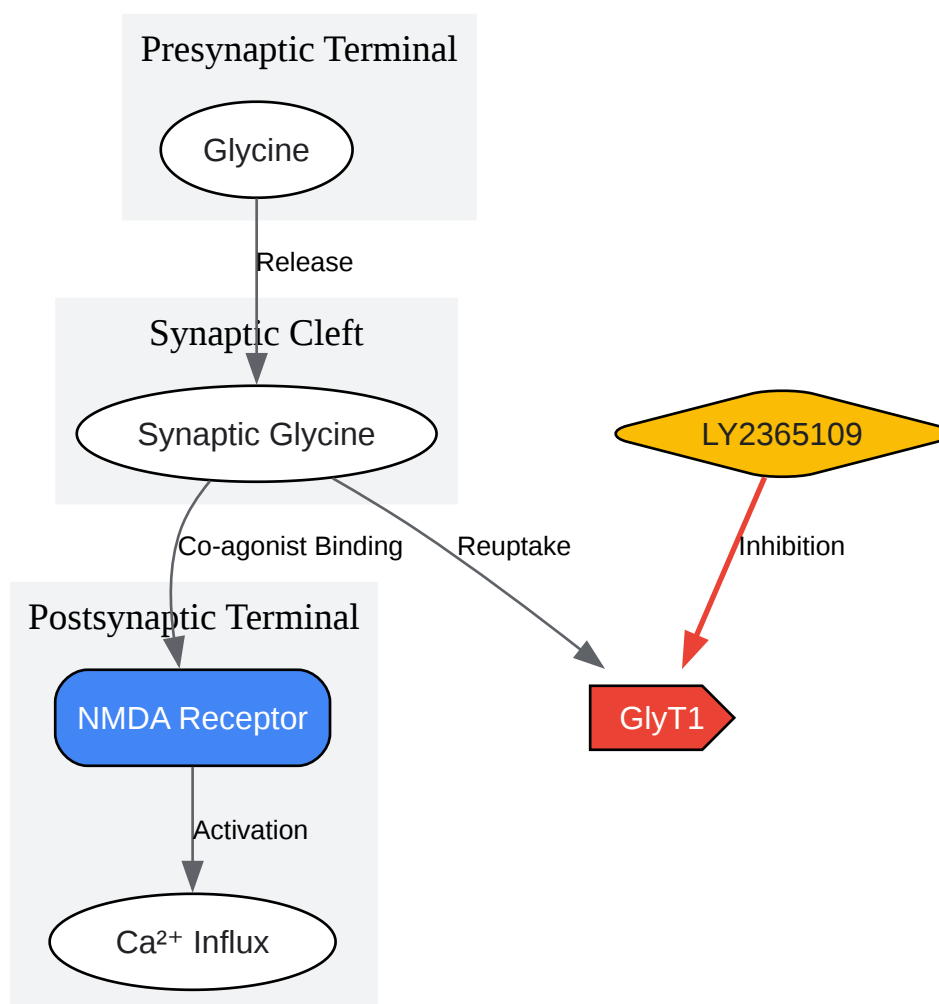 Presynaptic Terminal
Glycine
Release
Synaptic Cleft
Synaptic Glycine
LY2365109
Co-agonist Binding
Reuptake
Inhibition
Postsynaptic Terminal
NMDA Receptor
GlyT1
Activation
Ca²⁺ Influx